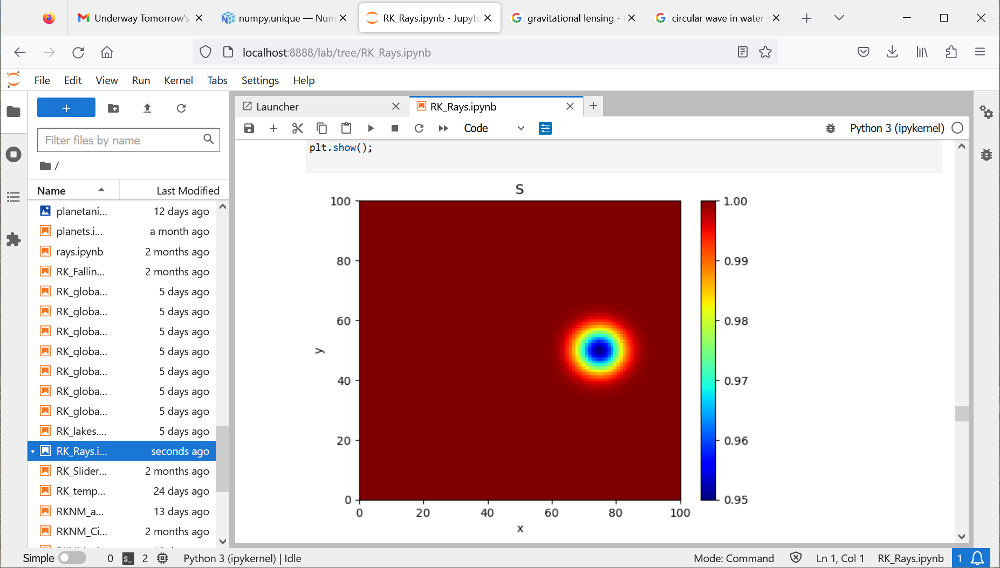 Underway Tomorrow's
numpy.unique — Num
RK_Rays.ipynb - Jupyte
gravitational lensing -
circular wave in water -
localhost:8888/lab/tree/RK_Rays.ipynb
File Edit View Run Kernel Tabs Settings Help
Launcher
RK_Rays.ipynb
Code
Python 3 (ipykernel)
Filter files by name
/
Name Last Modified
planetani... 12 days ago
planets.i... a month ago
rays.ipynb 2 months ago
RK_Fallin... 2 months ago
RK_globa... 5 days ago
RK_globa... 5 days ago
RK_globa... 5 days ago
RK_globa... 5 days ago
RK_globa... 5 days ago
RK_globa... 5 days ago
RK_globa... 5 days ago
RK_lakes.... 5 days ago
RK_Rays.i... seconds ago
RK_Slider... 2 months ago
RK_temp... 24 days ago
RKNM_a... 13 days ago
RKNM_Ci... 2 months ago
plt.show();
S
100
80
60
40
20
0
y
0 20 40 60 80 100
x
1.00
0.99
0.98
0.97
0.96
0.95
Simple 0 $_ 2 Python 3 (ipykernel) | Idle
Mode: Command Ln 1, Col 1 RK_Rays.ipynb 1